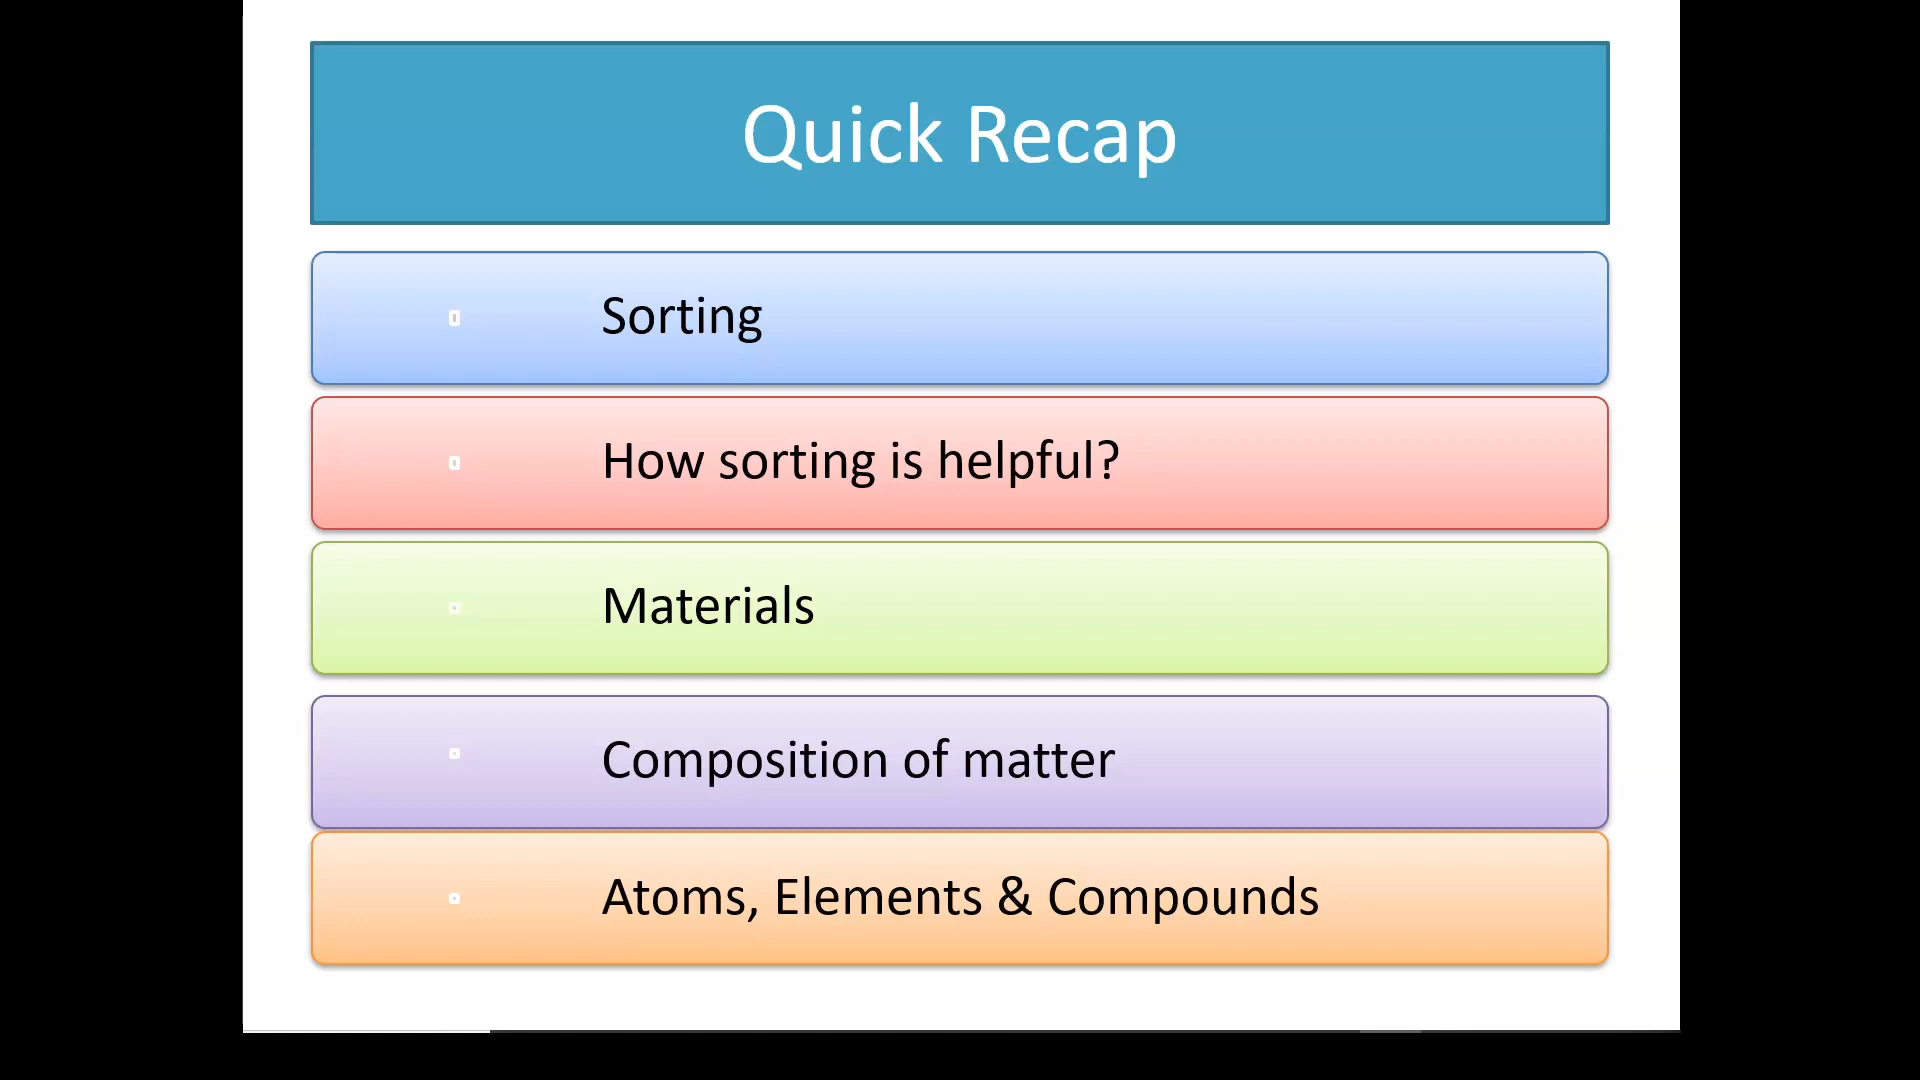 Quick Recap
Sorting
How sorting is helpful?
Materials
Composition of matter
Atoms, Elements & Compounds